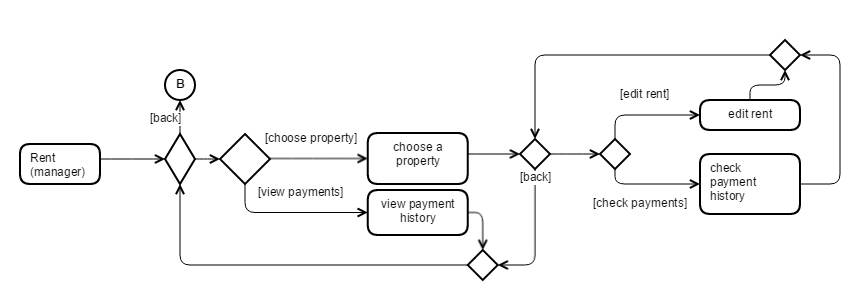 B
[back]
Rent
(manager)
[choose property]
choose a
property
[view payments]
view payment
history
[back]
[edit rent]
edit rent
[check payments]
check
payment
history